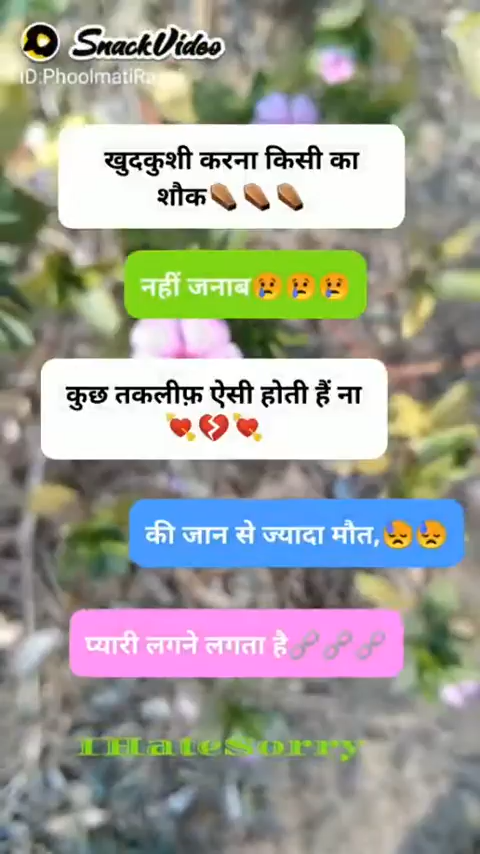 SnackVideo
ID:PhoolmatiRa
खुदकुशी करना किसी का
शौक⚰️⚰️⚰️
नहीं जनाब😢😢😢
कुछ तकलीफ़ ऐसी होती हैं ना
💘💔💘
की जान से ज्यादा मौत,😓😓
प्यारी लगने लगता है🔗🔗🔗
IHateSorry